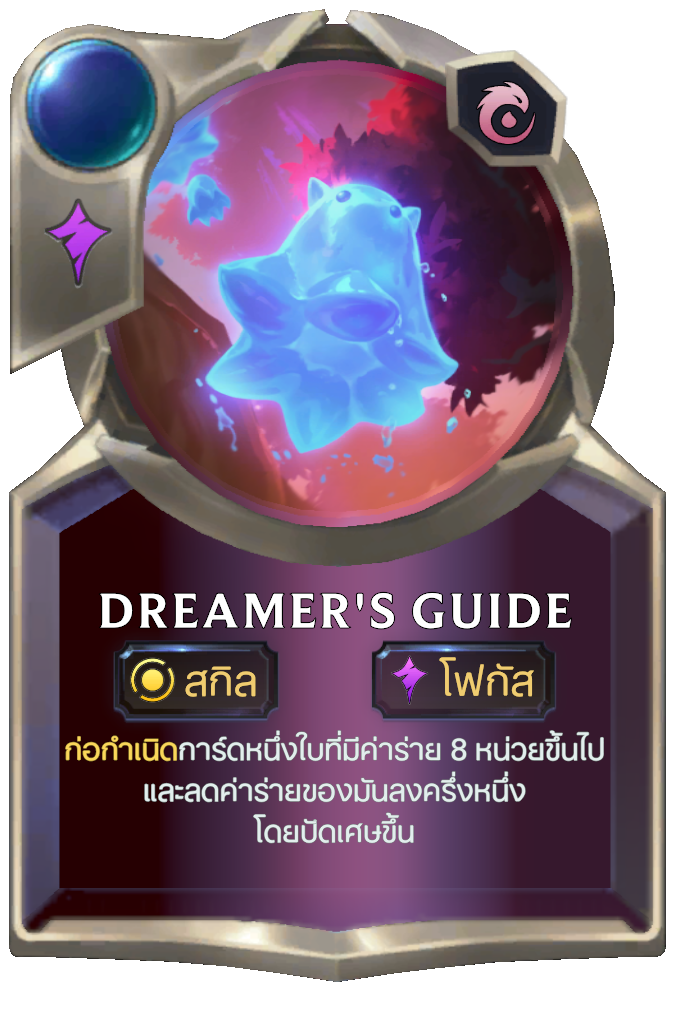 DREAMER'S GUIDE
สกิล
โฟกัส
ก่อกำเนิดการ์ดหนึ่งใบที่มีค่าร่าย 8 หน่วยขึ้นไป
และลดค่าร่ายของมันลงครึ่งหนึ่ง
โดยปัดเศษขึ้น